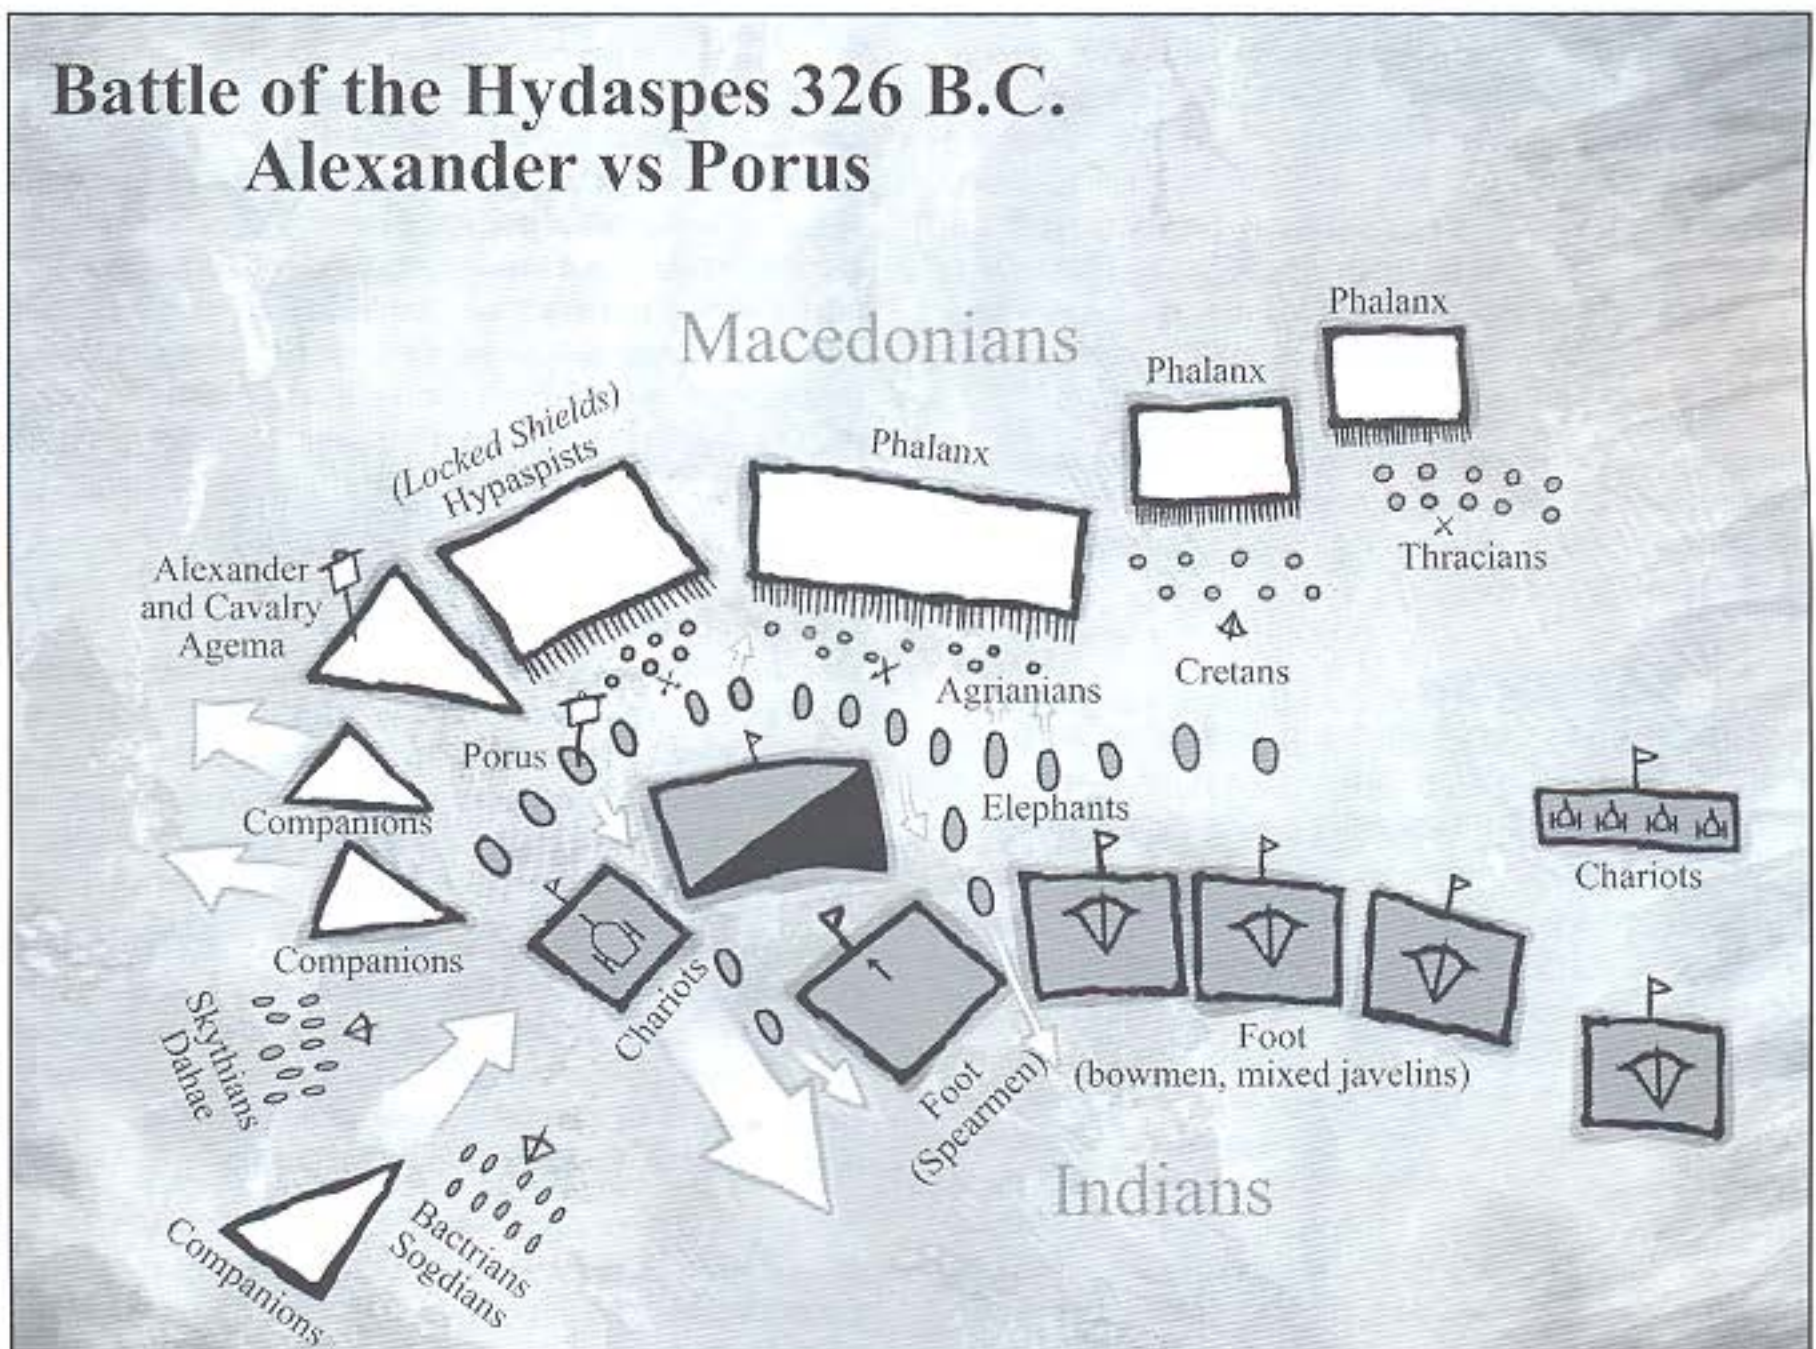 Battle of the Hydaspes 326 B.C.
Alexander vs Porus
Macedonians
Phalanx
Phalanx
Phalanx
(Locked Shields)
Hypaspists
Alexander
and Cavalry
Agema
Thracians
Cretans
Agrianians
Porus
Elephants
Companions
Companions
Chariots
Chariots
Skythians
Dahae
Foot
(Spearmen)
Foot
(bowmen, mixed javelins)
Indians
Bactrians
Sogdians
Companions